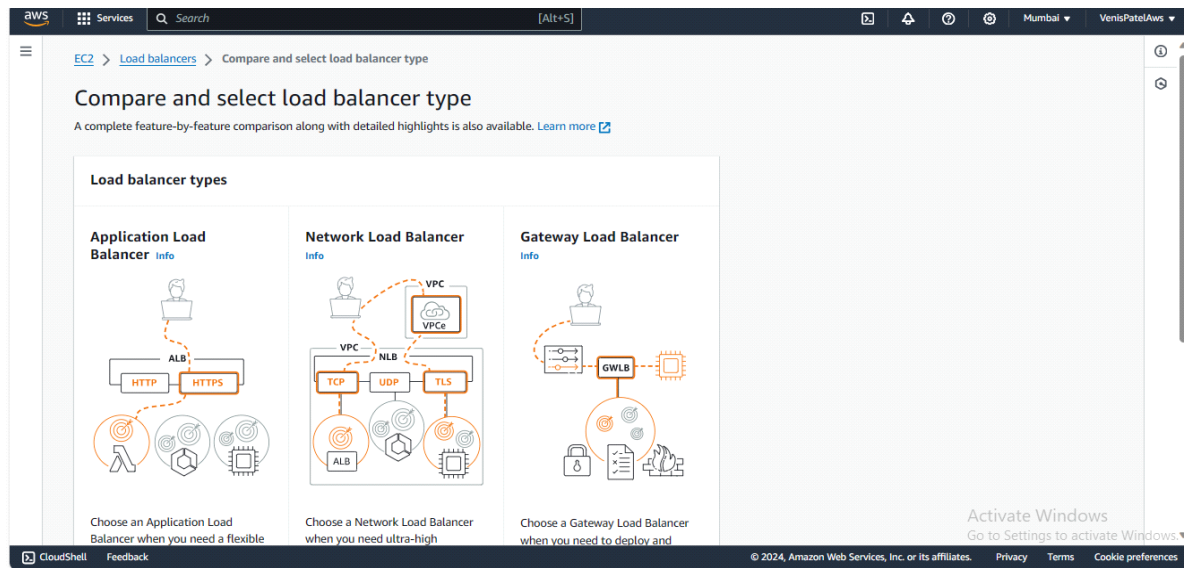 aws
Services
Search
[Alt+S]
Mumbai
VenisPatelAws
EC2 > Load balancers > Compare and select load balancer type
Compare and select load balancer type
A complete feature-by-feature comparison along with detailed highlights is also available. Learn more
Load balancer types
Application Load
Balancer Info
ALB
HTTP
HTTPS
Choose an Application Load
Balancer when you need a flexible
Network Load Balancer
Info
VPC
VPCe
VPC
NLB
TCP
UDP
TLS
ALB
Choose a Network Load Balancer
when you need ultra-high
Gateway Load Balancer
Info
GWLB
Choose a Gateway Load Balancer
when you need to deploy and
Activate Windows
Go to Settings to activate Windows.
CloudShell
Feedback
© 2024, Amazon Web Services, Inc. or its affiliates.
Privacy
Terms
Cookie preferences